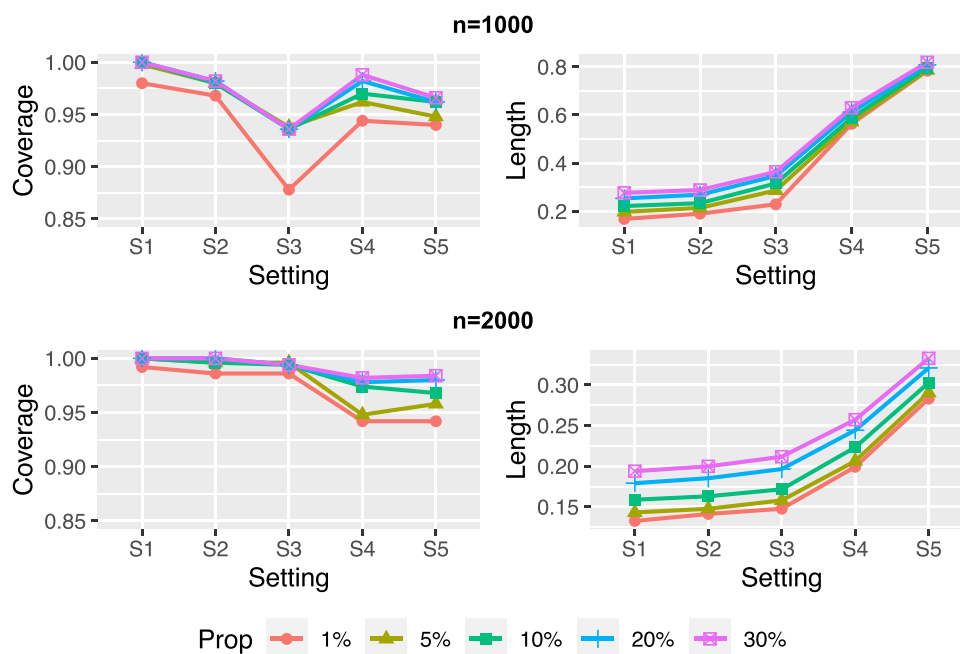 n=1000
Coverage
1.00
0.95
0.90
0.85
S1 S2 S3 S4 S5
Setting
Length
0.8
0.6
0.4
0.2
S1 S2 S3 S4 S5
Setting
n=2000
Coverage
1.00
0.95
0.90
0.85
S1 S2 S3 S4 S5
Setting
Length
0.30
0.25
0.20
0.15
S1 S2 S3 S4 S5
Setting
Prop 1% 5% 10% 20% 30%